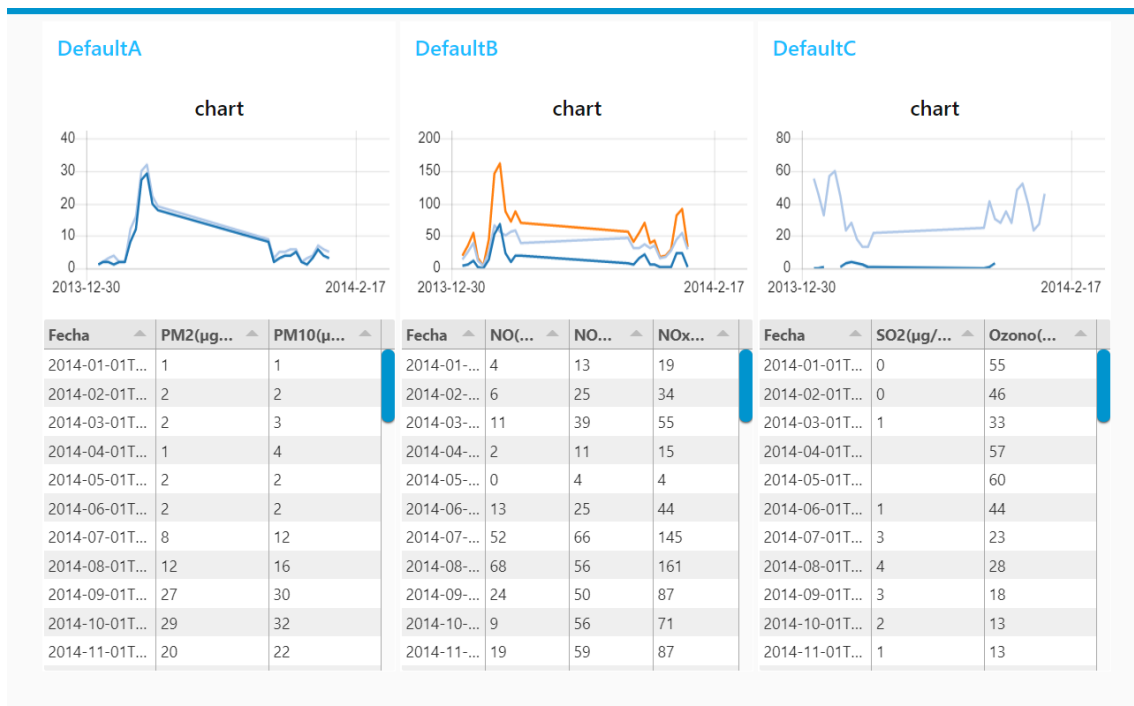 DefaultA
chart
40
30
20
10
0
2013-12-30 2014-2-17
Fecha PM2(µg... PM10(µ...
2014-01-01T... 1 1
2014-02-01T... 2 2
2014-03-01T... 2 3
2014-04-01T... 1 4
2014-05-01T... 2 2
2014-06-01T... 2 2
2014-07-01T... 8 12
2014-08-01T... 12 16
2014-09-01T... 27 30
2014-10-01T... 29 32
2014-11-01T... 20 22
DefaultB
chart
200
150
100
50
0
2013-12-30 2014-2-17
Fecha NO(... NO... NOx...
2014-01-... 4 13 19
2014-02-... 6 25 34
2014-03-... 11 39 55
2014-04-... 2 11 15
2014-05-... 0 4 4
2014-06-... 13 25 44
2014-07-... 52 66 145
2014-08-... 68 56 161
2014-09-... 24 50 87
2014-10-... 9 56 71
2014-11-... 19 59 87
DefaultC
chart
80
60
40
20
0
2013-12-30 2014-2-17
Fecha SO2(µg/... Ozono(...
2014-01-01T... 0 55
2014-02-01T... 0 46
2014-03-01T... 1 33
2014-04-01T... 57
2014-05-01T... 60
2014-06-01T... 1 44
2014-07-01T... 3 23
2014-08-01T... 4 28
2014-09-01T... 3 18
2014-10-01T... 2 13
2014-11-01T... 1 13